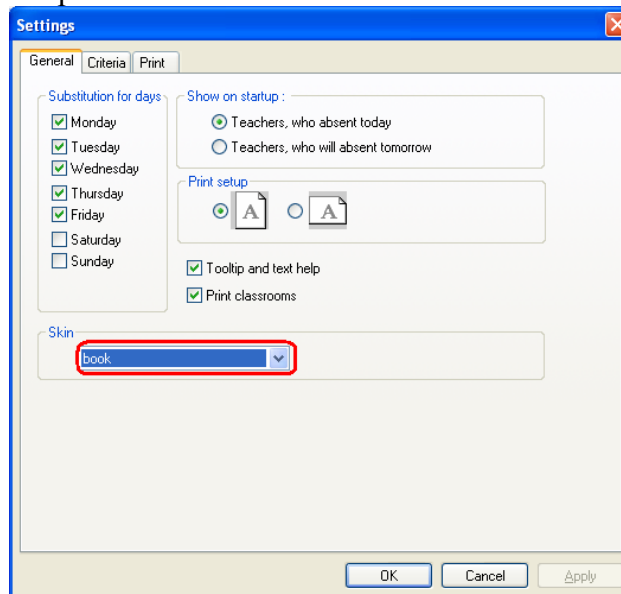 Settings
General Criteria Print
Substitution for days
Monday
Tuesday
Wednesday
Thursday
Friday
Saturday
Sunday
Show on startup :
Teachers, who absent today
Teachers, who will absent tomorrow
Print setup
A A
Tooltip and text help
Print classrooms
Skin
book
OK Cancel Apply